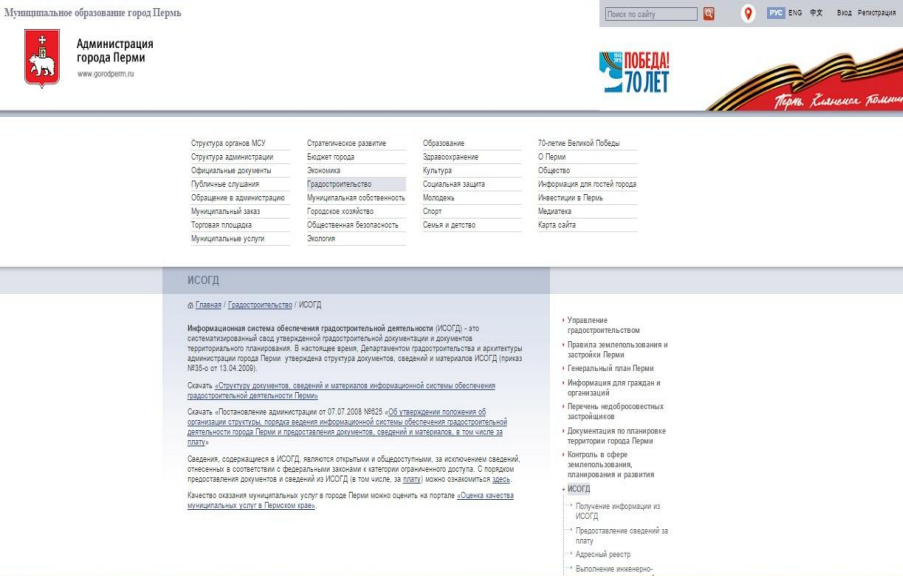 Муниципальное образование город Пермь
Поиск по сайту
РУС ENG 中文 Вход Регистрация
Администрация
города Перми
www.gorodperm.ru
ПОБЕДА!
70 ЛЕТ
Пермь.
Структура органов МСУ
Структура администрации
Официальные документы
Публичные слушания
Обращение в администрацию
Муниципальный заказ
Торговая площадка
Муниципальные услуги
Стратегическое развитие
Бюджет города
Экономика
Градостроительство
Муниципальная собственность
Городское хозяйство
Общественная безопасность
Экология
Образование
Здравоохранение
Культура
Социальная защита
Молодежь
Спорт
Семья и детство
70-летие Великой Победы
О Перми
Общество
Информация для гостей города
Инвестиции в Пермь
Медиатека
Карта сайта
ИСОГД
Главная / Градостроительство / ИСОГД
Информационная система обеспечения градостроительной деятельности (ИСОГД) - это
систематизированный свод утвержденной градостроительной документации и документов
территориального планирования. В настоящее время, Департаментом градостроительства и архитектуры
администрации города Перми утверждена структура документов, сведений и материалов ИСОГД (приказ
№35-о от 13.04.2009).
Скачать «Структуру документов, сведений и материалов информационной системы обеспечения
градостроительной деятельности Перми»
Скачать «Постановление администрации от 07.07.2008 №625 «Об утверждении положения об
организации структуры, порядка ведения информационной системы обеспечения градостроительной
деятельности города Перми и предоставления документов, сведений и материалов, в том числе за
плату»
Сведения, содержащиеся в ИСОГД, являются открытыми и общедоступными, за исключением сведений,
отнесенных в соответствии с федеральными законами к категории ограниченного доступа. С порядком
предоставления документов и сведений из ИСОГД (в том числе, за плату) можно ознакомиться здесь.
Качество оказания муниципальных услуг в городе Перми можно оценить на портале «Оценка качества
муниципальных услуг в Пермском крае».
Управление
градостроительством
Правила землепользования и
застройки Перми
Генеральный план Перми
Информация для граждан и
организаций
Перечень недобросовестных
застройщиков
Документация по планировке
территории города Перми
Контроль в сфере
землепользования,
планирования и развития
ИСОГД
Получение информации из
ИСОГД
Предоставление сведений за
плату
Адресный реестр
Выполнение инженерно-